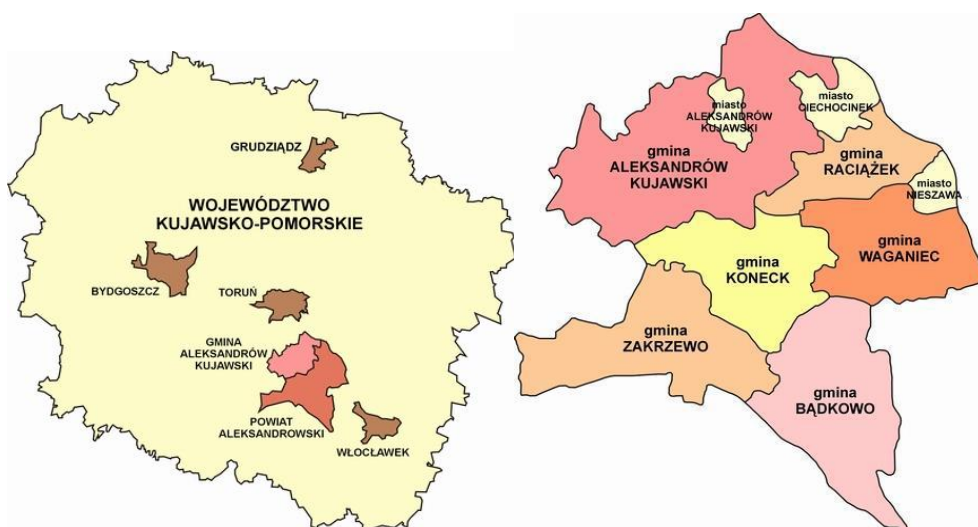 GRUDZIĄDZ
WOJEWÓDZTWO
KUJAWSKO-POMORSKIE
BYDGOSZCZ
TORUŃ
GMINA
ALEKSANDRÓW
KUJAWSKI
POWIAT
ALEKSANDROWSKI
WŁOCŁAWEK
miasto
ALEKSANDRÓW
KUJAWSKI
miasto
CIECHOCINEK
gmina
ALEKSANDRÓW
KUJAWSKI
gmina
RACIĄŻEK
miasto
NIESZAWA
gmina
WAGANIEC
gmina
KONECK
gmina
ZAKRZEWO
gmina
BĄDKOWO